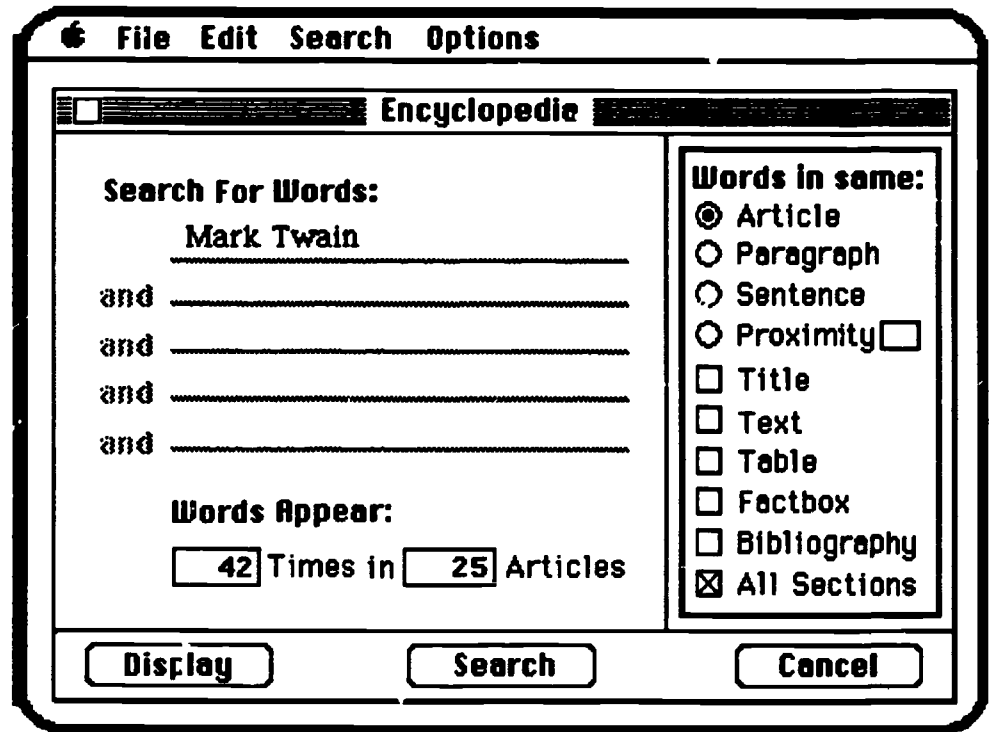 File Edit Search Options
Encyclopedia
Search For Words:
Mark Twain
and
and
and
and
Words Appear:
42 Times in 25 Articles
Words in same:
Article
Paragraph
Sentence
Proximity
Title
Text
Table
Factbox
Bibliography
All Sections
Display Search Cancel